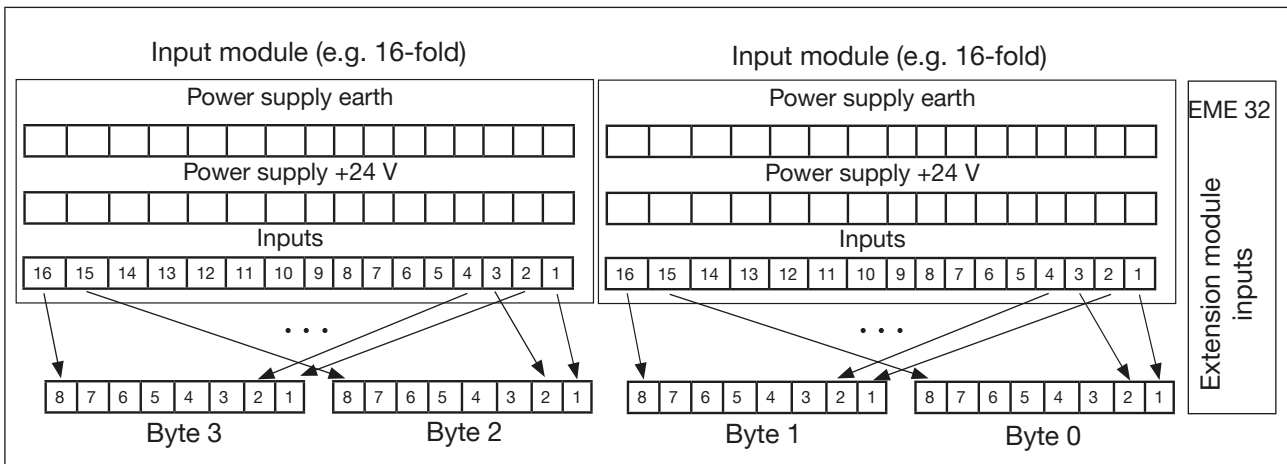 Input module (e.g. 16-fold)
Power supply earth
Power supply +24 V
Inputs
16 15 14 13 12 11 10 9 8 7 6 5 4 3 2 1
. . .
8 7 6 5 4 3 2 1
8 7 6 5 4 3 2 1
Byte 3
Byte 2
Input module (e.g. 16-fold)
Power supply earth
Power supply +24 V
Inputs
16 15 14 13 12 11 10 9 8 7 6 5 4 3 2 1
. . .
8 7 6 5 4 3 2 1
8 7 6 5 4 3 2 1
Byte 1
Byte 0
EME 32
Extension module
inputs